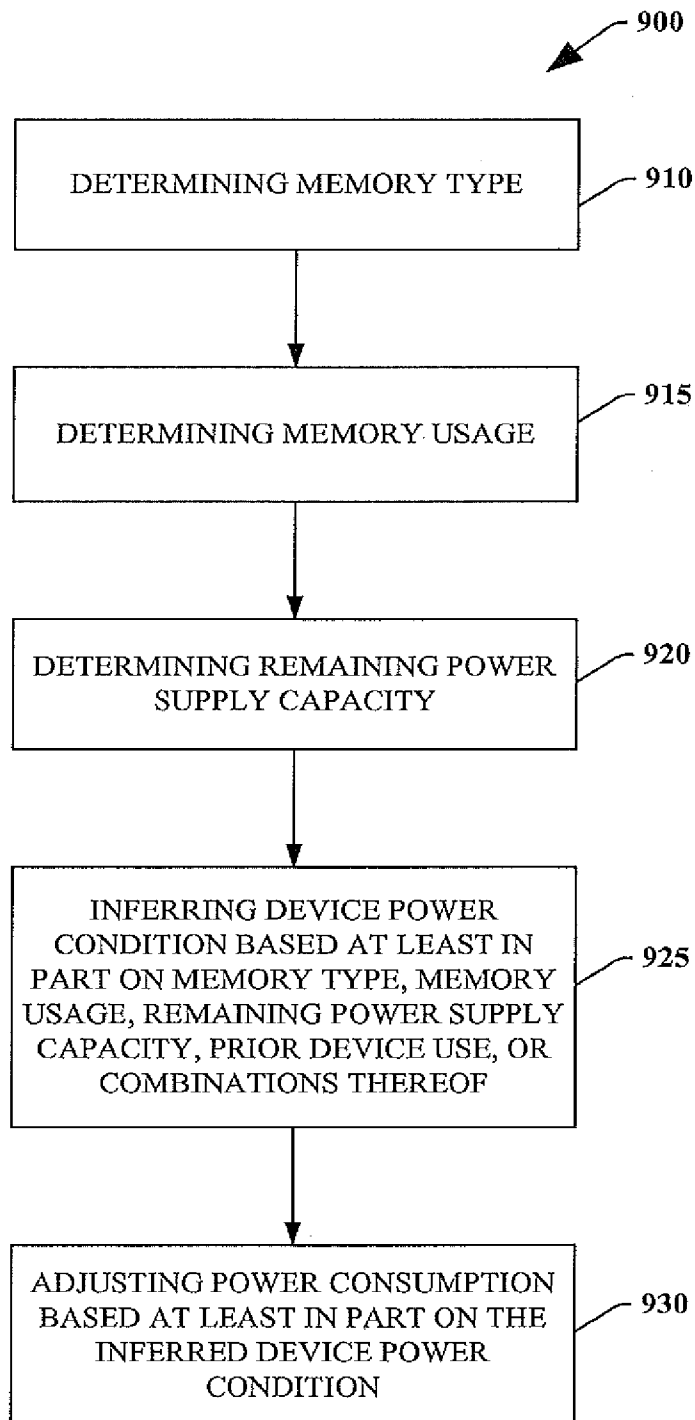 900
DETERMINING MEMORY TYPE
910
DETERMINING MEMORY USAGE
915
DETERMINING REMAINING POWER
SUPPLY CAPACITY
920
INFERRING DEVICE POWER
CONDITION BASED AT LEAST IN
PART ON MEMORY TYPE, MEMORY
USAGE, REMAINING POWER SUPPLY
CAPACITY, PRIOR DEVICE USE, OR
COMBINATIONS THEREOF
925
ADJUSTING POWER CONSUMPTION
BASED AT LEAST IN PART ON THE
INFERRED DEVICE POWER
CONDITION
930